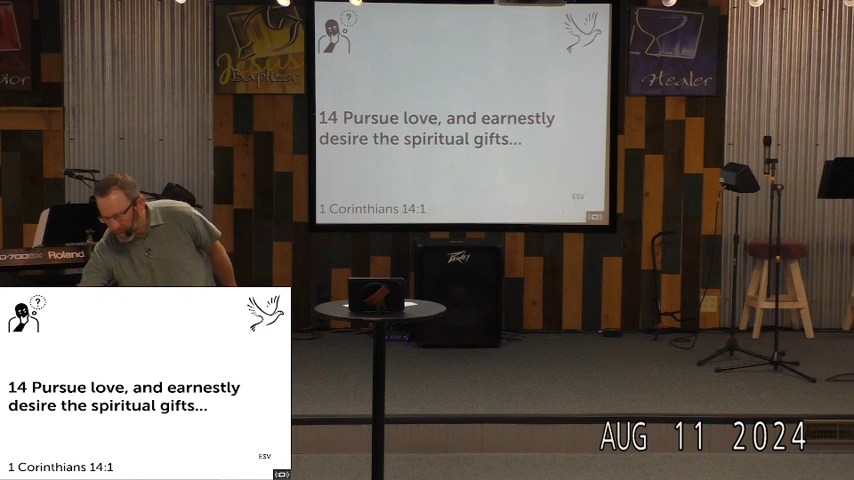 Jesus
Baptizer
Healer
?
14 Pursue love, and earnestly
desire the spiritual gifts...
ESV
1 Corinthians 14:1
Roland
PEAVEY
?
14 Pursue love, and earnestly
desire the spiritual gifts...
ESV
1 Corinthians 14:1
AUG 11 2024